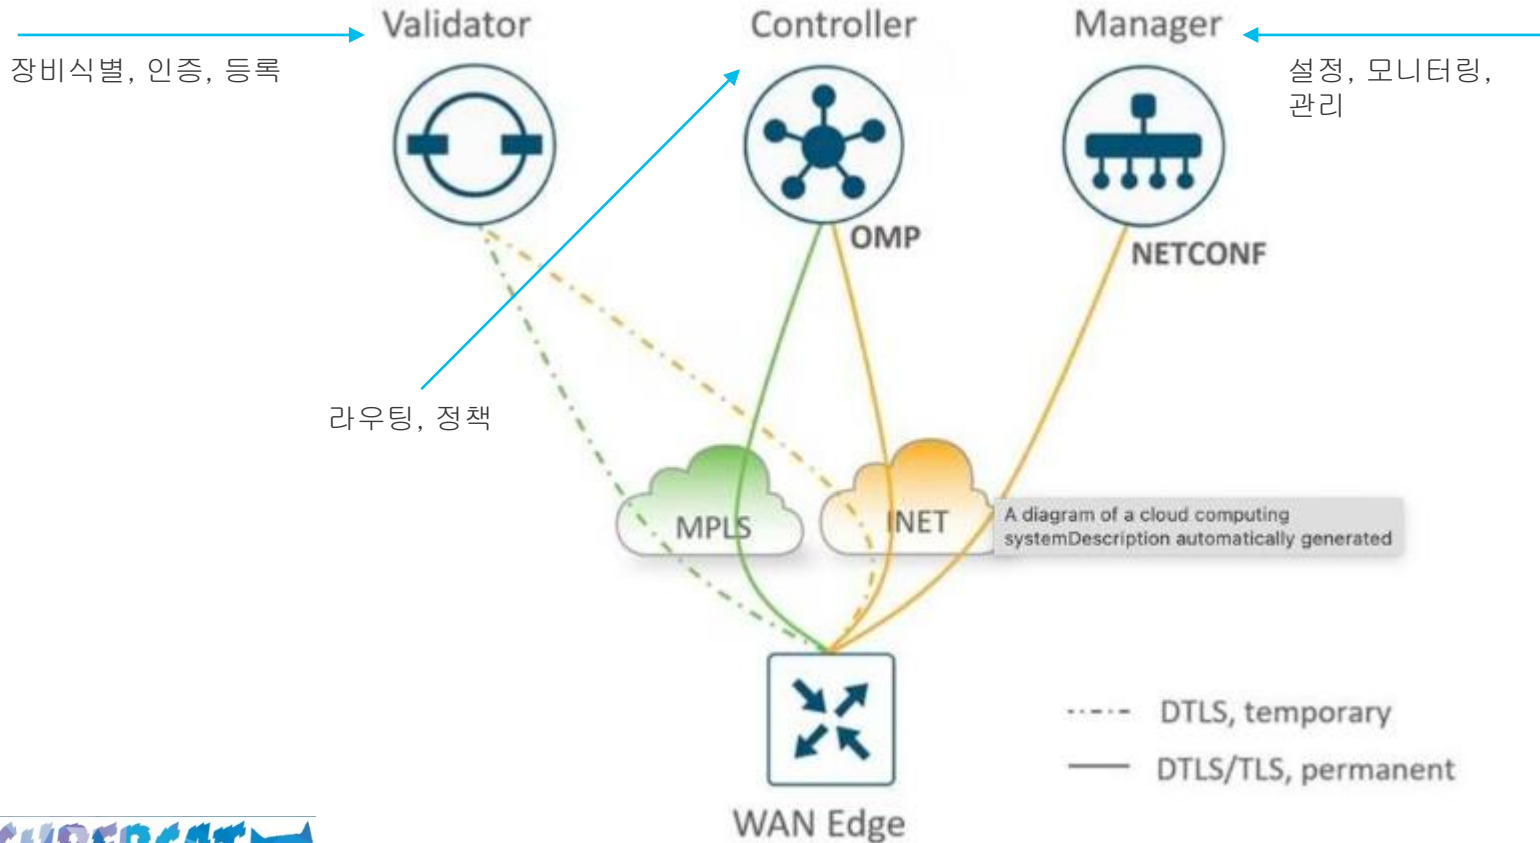 Validator
Controller
Manager
장비식별, 인증, 등록
설정, 모니터링,
관리
OMP
NETCONF
라우팅, 정책
MPLS
INET
A diagram of a cloud computing
systemDescription automatically generated
DTLS, temporary
DTLS/TLS, permanent
WAN Edge